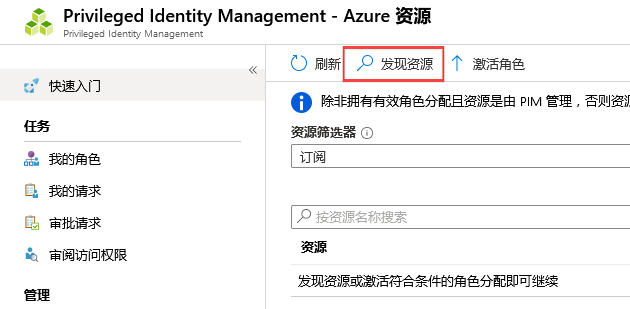 Privileged Identity Management - Azure 资源
Privileged Identity Management
快速入门
任务
我的角色
我的请求
审批请求
审阅访问权限
管理
刷新 发现资源 激活角色
除非拥有有效角色分配且资源是由 PIM 管理，否则资源
资源筛选器
订阅
按资源名称搜索
资源
发现资源或激活符合条件的角色分配即可继续